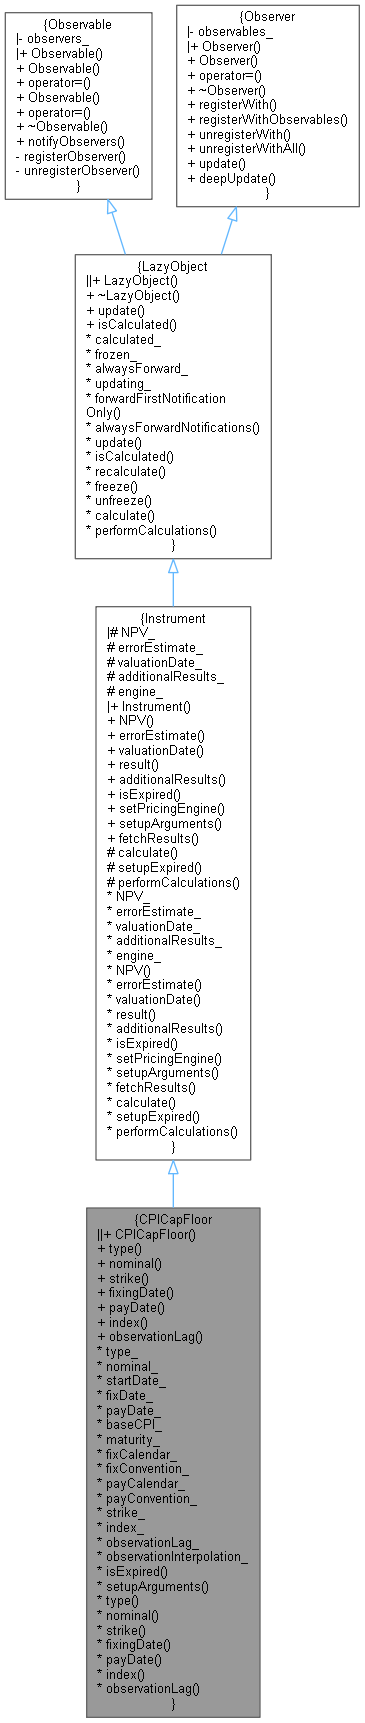 {Observable
|- observers_
|+ Observable()
+ Observable()
+ operator=()
+ Observable()
+ operator=()
+ ~Observable()
+ notifyObservers()
- registerObserver()
- unregisterObserver()
}
{Observer
|- observables_
|+ Observer()
+ Observer()
+ operator=()
+ ~Observer()
+ registerWith()
+ registerWithObservables()
+ unregisterWith()
+ unregisterWithAll()
+ update()
+ deepUpdate()
}
{LazyObject
||+ LazyObject()
+ ~LazyObject()
+ update()
+ isCalculated()
* calculated_
* frozen_
* alwaysForward_
* updating_
* forwardFirstNotification
Only()
* alwaysForwardNotifications()
* update()
* isCalculated()
* recalculate()
* freeze()
* unfreeze()
* calculate()
* performCalculations()
}
{Instrument
|# NPV_
# errorEstimate_
# valuationDate_
# additionalResults_
# engine_
|+ Instrument()
+ NPV()
+ errorEstimate()
+ valuationDate()
+ result()
+ additionalResults()
+ isExpired()
+ setPricingEngine()
+ setupArguments()
+ fetchResults()
# calculate()
# setupExpired()
# performCalculations()
* NPV_
* errorEstimate_
* valuationDate_
* additionalResults_
* engine_
* NPV()
* errorEstimate()
* valuationDate()
* result()
* additionalResults()
* isExpired()
* setPricingEngine()
* setupArguments()
* fetchResults()
* calculate()
* setupExpired()
* performCalculations()
}
{CPICapFloor
||+ CPICapFloor()
+ type()
+ nominal()
+ strike()
+ fixingDate()
+ payDate()
+ index()
+ observationLag()
* type_
* nominal_
* startDate_
* fixDate_
* payDate_
* baseCPI_
* maturity_
* fixCalendar_
* fixConvention_
* payCalendar_
* payConvention_
* strike_
* index_
* observationLag_
* observationInterpolation_
* isExpired()
* setupArguments()
* type()
* nominal()
* strike()
* fixingDate()
* payDate()
* index()
* observationLag()
}